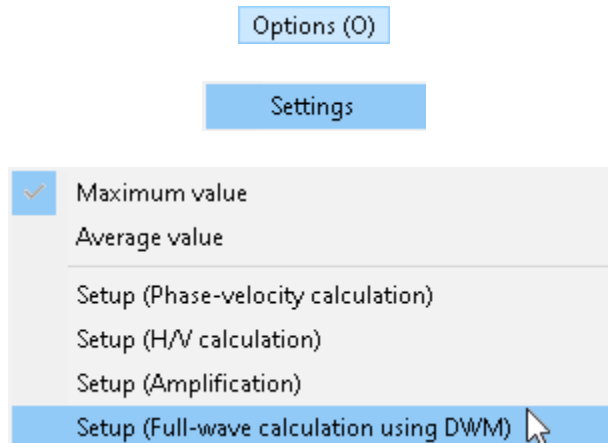 Options (O)
Settings
Maximum value
Average value
Setup (Phase-velocity calculation)
Setup (H/V calculation)
Setup (Amplification)
Setup (Full-wave calculation using DWM)